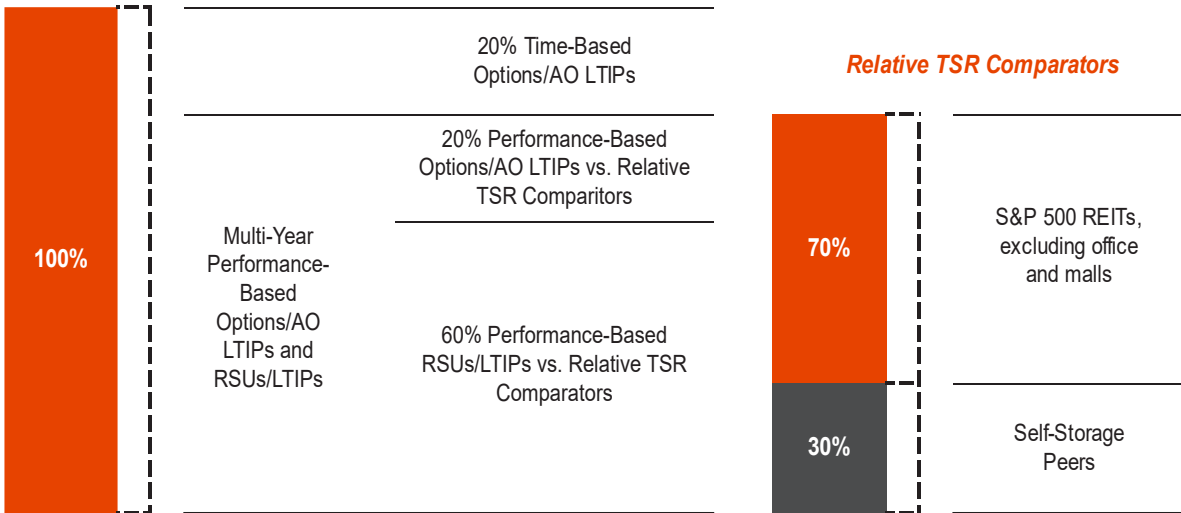 100%
Multi-Year
Performance-
Based
Options/AO
LTIPs and
RSUs/LTIPs
20% Time-Based
Options/AO LTIPs
20% Performance-Based
Options/AO LTIPs vs. Relative
TSR Comparitors
60% Performance-Based
RSUs/LTIPs vs. Relative TSR
Comparators
Relative TSR Comparators
70%
S&P 500 REITs,
excluding office
and malls
30%
Self-Storage
Peers